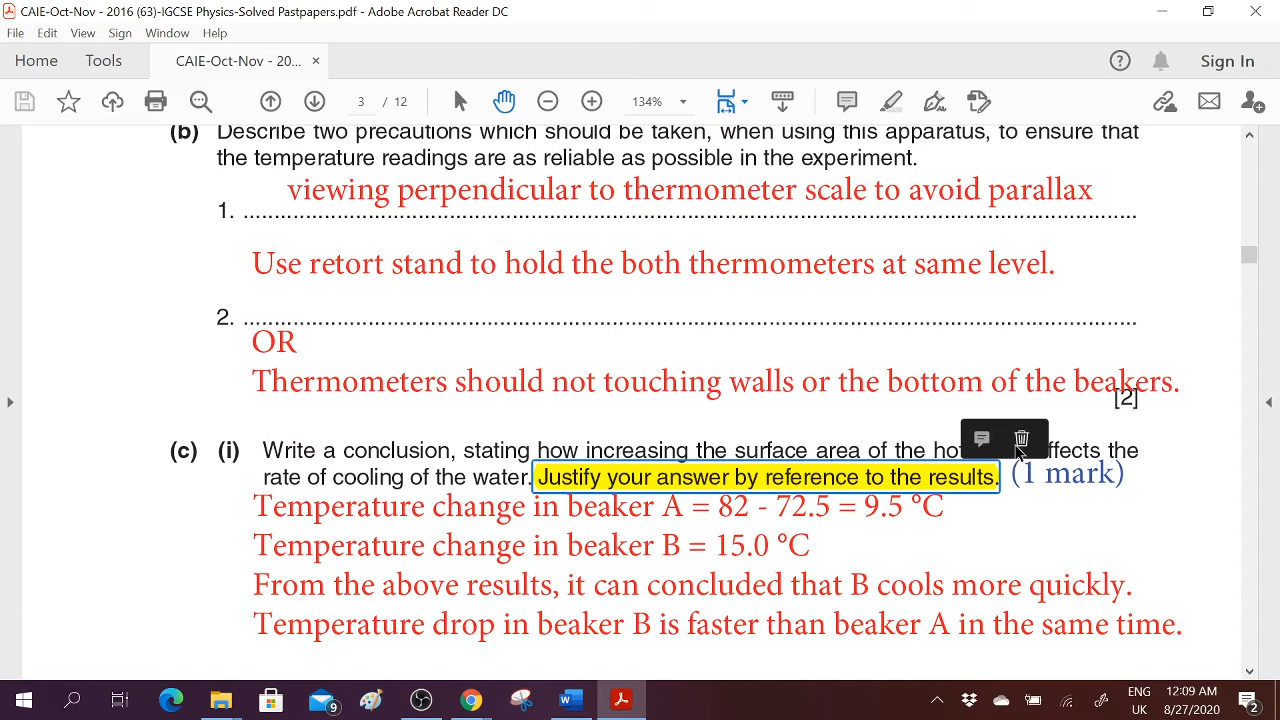 CAIE-Oct-Nov - 2016 (63)-IGCSE Physics-Solved Pastpapers.pdf - Adobe Acrobat Reader DC
File Edit View Sign Window Help
Home Tools CAIE-Oct-Nov - 20... × Sign In
3 / 12 134%
(b) Describe two precautions which should be taken, when using this apparatus, to ensure that
the temperature readings are as reliable as possible in the experiment.
viewing perpendicular to thermometer scale to avoid parallax
1. ....................................................................................................
Use retort stand to hold the both thermometers at same level.
2. ....................................................................................................
OR
Thermometers should not touching walls or the bottom of the beakers.
[2]
(c) (i) Write a conclusion, stating how increasing the surface area of the hot ffects the
rate of cooling of the water. Justify your answer by reference to the results. (1 mark)
Temperature change in beaker A = 82 - 72.5 = 9.5 °C
Temperature change in beaker B = 15.0 °C
From the above results, it can concluded that B cools more quickly.
Temperature drop in beaker B is faster than beaker A in the same time.
9
ENG
UK
12:09 AM
8/27/2020
2